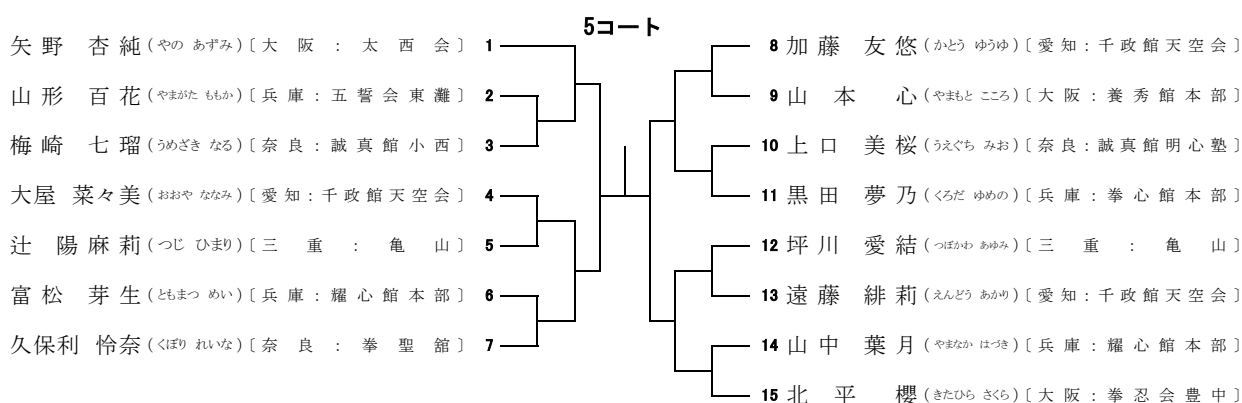 5コート
矢野 杏純(やの あずみ)〔大阪:太西会〕 1
山形 百花(やまがた ももか)〔兵庫:五誓会東灘〕 2
梅崎 七瑠(うめざき なる)〔奈良:誠真館小西〕 3
大屋 菜々美(おおや ななみ)〔愛知:千政館天空会〕 4
辻 陽麻莉(つじ ひまり)〔三重:亀山〕 5
富松 芽生(ともまつ めい)〔兵庫:耀心館本部〕 6
久保利 怜奈(くぼり れいな)〔奈良:拳聖舘〕 7
8 加藤 友悠(かとう ゆうゆ)〔愛知:千政館天空会〕
9 山本 心(やまもと こころ)〔大阪:養秀館本部〕
10 上口 美桜(うえぐち みお)〔奈良:誠真館明心塾〕
11 黒田 夢乃(くろだ ゆめの)〔兵庫:拳心館本部〕
12 坪川 愛結(つぼかわ あゆみ)〔三重:亀山〕
13 遠藤 緋莉(えんどう あかり)〔愛知:千政館天空会〕
14 山中 葉月(やまなか はづき)〔兵庫:耀心館本部〕
15 北平 櫻(きたひら さくら)〔大阪:拳忍会豊中〕